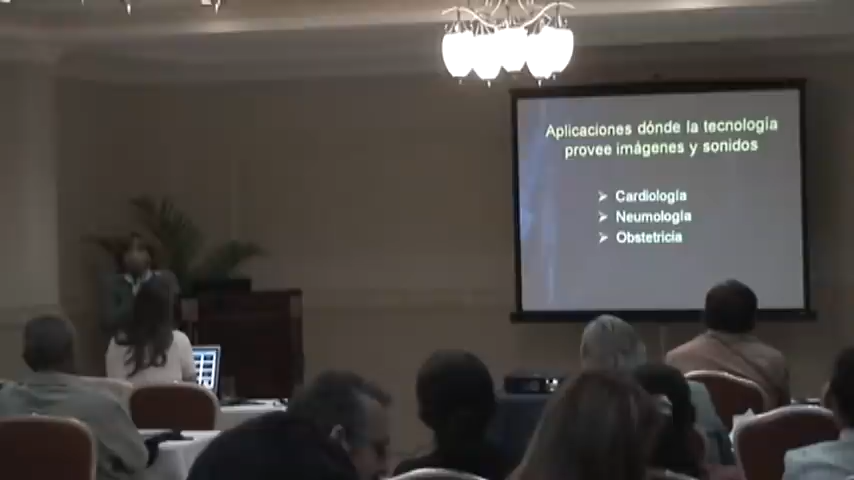 Aplicaciones dónde la tecnología
provee imágenes y sonidos
➢ Cardiología
➢ Neumología
➢ Obstetricia